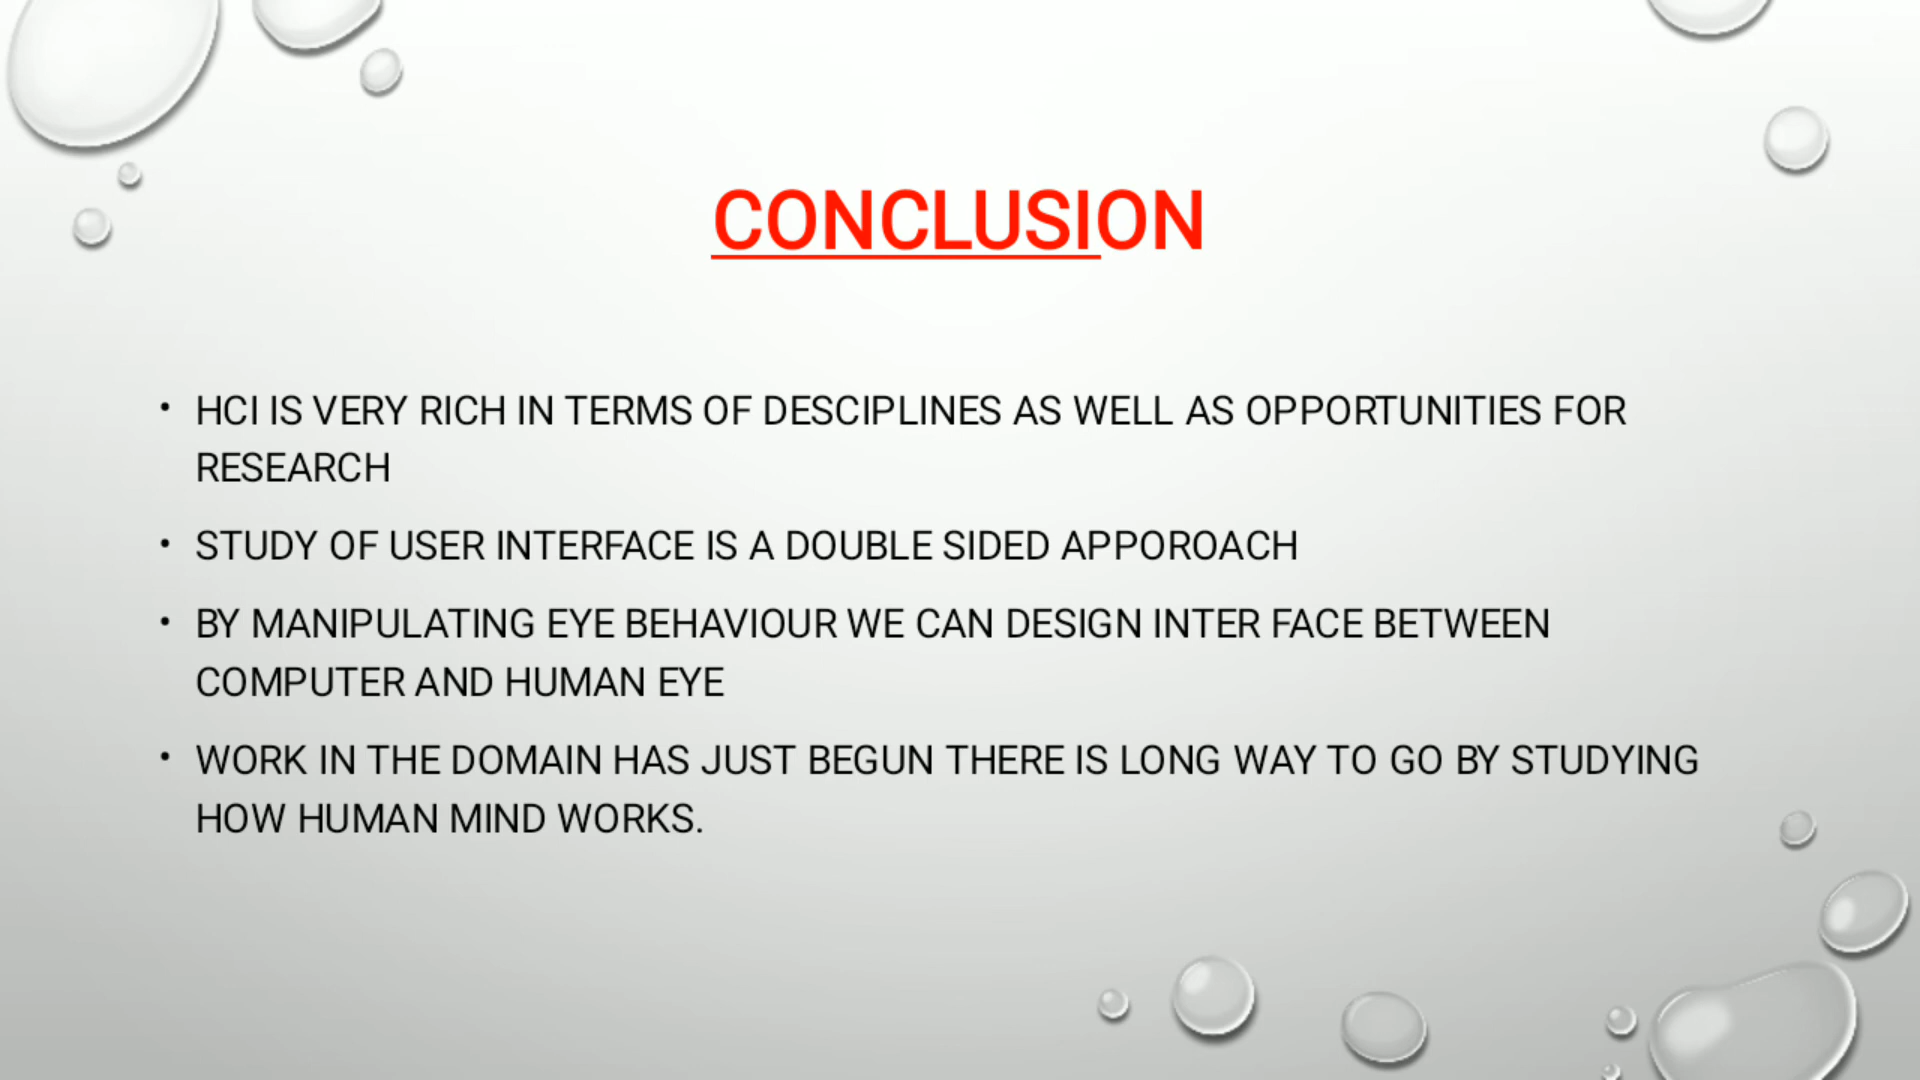 CONCLUSION
• HCI IS VERY RICH IN TERMS OF DESCIPLINES AS WELL AS OPPORTUNITIES FOR
RESEARCH
• STUDY OF USER INTERFACE IS A DOUBLE SIDED APPOROACH
• BY MANIPULATING EYE BEHAVIOUR WE CAN DESIGN INTER FACE BETWEEN
COMPUTER AND HUMAN EYE
• WORK IN THE DOMAIN HAS JUST BEGUN THERE IS LONG WAY TO GO BY STUDYING
HOW HUMAN MIND WORKS.